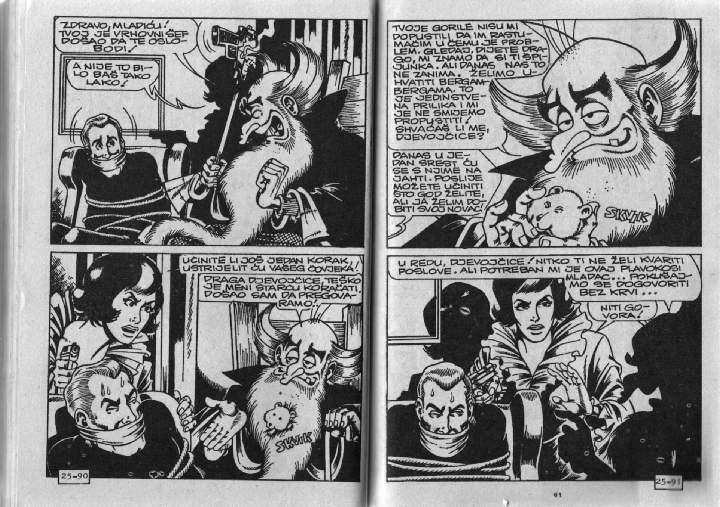 ZDRAVO, MLADIĆU!
TVOJ JE VRHOVNI ŠEF
DOŠAO DA TE OSLO-
BODI!
A NIJE TO BI-
LO BAŠ TAKO
LAKO!
UČINITE LI JOŠ JEDAN KORAK,
USTRIJELIT ĆU VAŠEG ČOVJEKA!
DRAGA DJEVOJČICE, TEŠKO
JE MENI STARCU KORAČATI.
DOŠAO SAM DA PREGOVA-
RAMO!
SKVIK
25-90
TVOJE GORILE NISU MI
DOPUSTILI, DA IM RASTU-
MAČIM U ČEMU JE PROB-
LEM. GLEDAJ, DIJETE DRA-
GO, MI ZNAMO DA SI TI ŠPI-
JUNKA. ALI DANAS NAS TO
NE ZANIMA. ŽELIMO U-
HVATITI BERGAM-
BERGAMA. TO
JE JEDINSTVE-
NA PRILIKA I MI
JE NE SMIJEMO
PROPUSTITI!
SHVAĆAŠ LI ME,
DJEVOJČICE?
DANAS U JE-
DAN SREST ĆU
SE S NJIME NA
JAHTI. POSLIJE
MOŽETE UČINITI
ŠTO GOD ŽELITE,
ALI JA ŽELIM DO-
BITI SVOJ NOVAC.
SKVIK
U REDU, DJEVOJČICE! NITKO TI NE ŽELI KVARITI
POSLOVE. ALI POTREBAN MI JE OVAJ PLAVOKOSI
MLADAC... POKUŠAJ-
MO SE DOGOVORITI
BEZ KRVI...
NITI GO-
VORA!
25-91
61